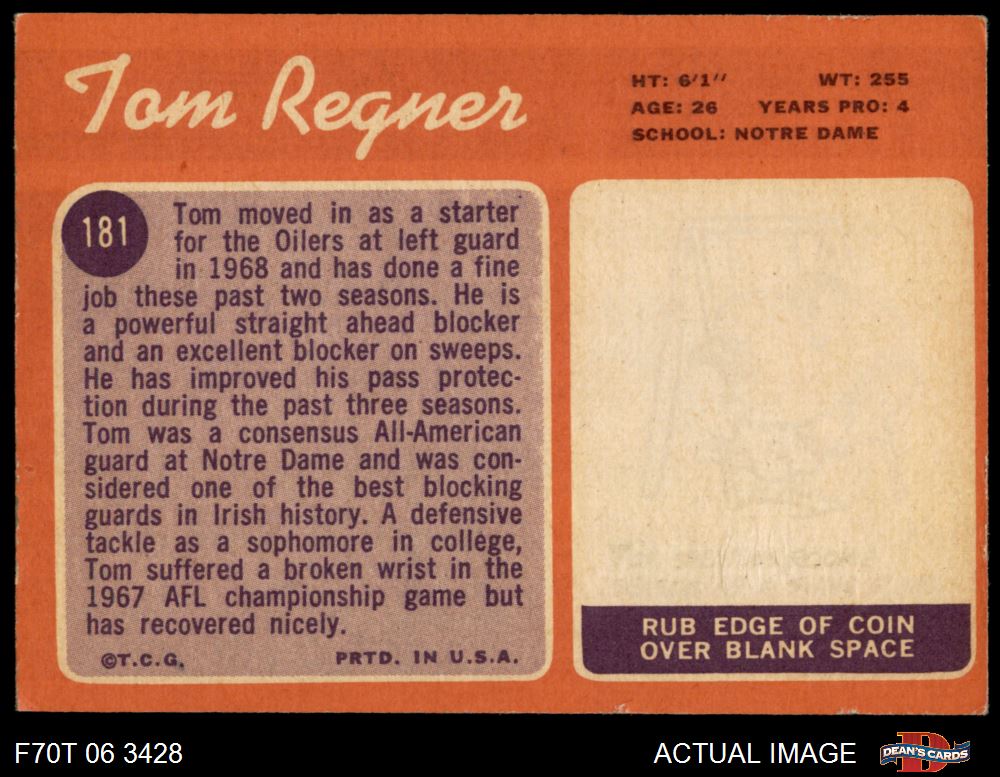 Tom Regner
HT: 6'1" WT: 255
AGE: 26 YEARS PRO: 4
SCHOOL: NOTRE DAME
181
Tom moved in as a starter
for the Oilers at left guard
in 1968 and has done a fine
job these past two seasons. He is
a powerful straight ahead blocker
and an excellent blocker on sweeps.
He has improved his pass protec-
tion during the past three seasons.
Tom was a consensus All-American
guard at Notre Dame and was con-
sidered one of the best blocking
guards in Irish history. A defensive
tackle as a sophomore in college,
Tom suffered a broken wrist in the
1967 AFL championship game but
has recovered nicely.
©T.C.G. PRTD. IN U.S.A.
RUB EDGE OF COIN
OVER BLANK SPACE
F70T 06 3428
ACTUAL IMAGE
DEAN'S CARDS